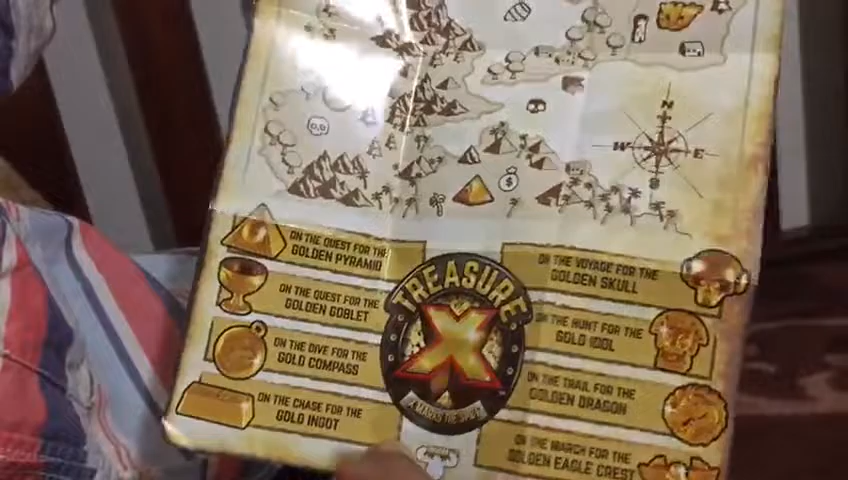 N
W
E
S
$
ON THE QUEST FOR THE
GOLDEN PYRAMID
ON THE QUEST FOR THE
GOLDEN GOBLET
ON THE DIVE FOR THE
GOLD COMPASS
ON THE CHASE FOR THE
GOLD INGOT
TREASURE
X
X MARKS THE SPOT
ON THE VOYAGE FOR THE
GOLDEN SKULL
ON THE HUNT FOR THE
GOLD IDOL
ON THE TRAIL FOR THE
GOLDEN DRAGON
ON THE MARCH FOR THE
GOLDEN EAGLE CREST